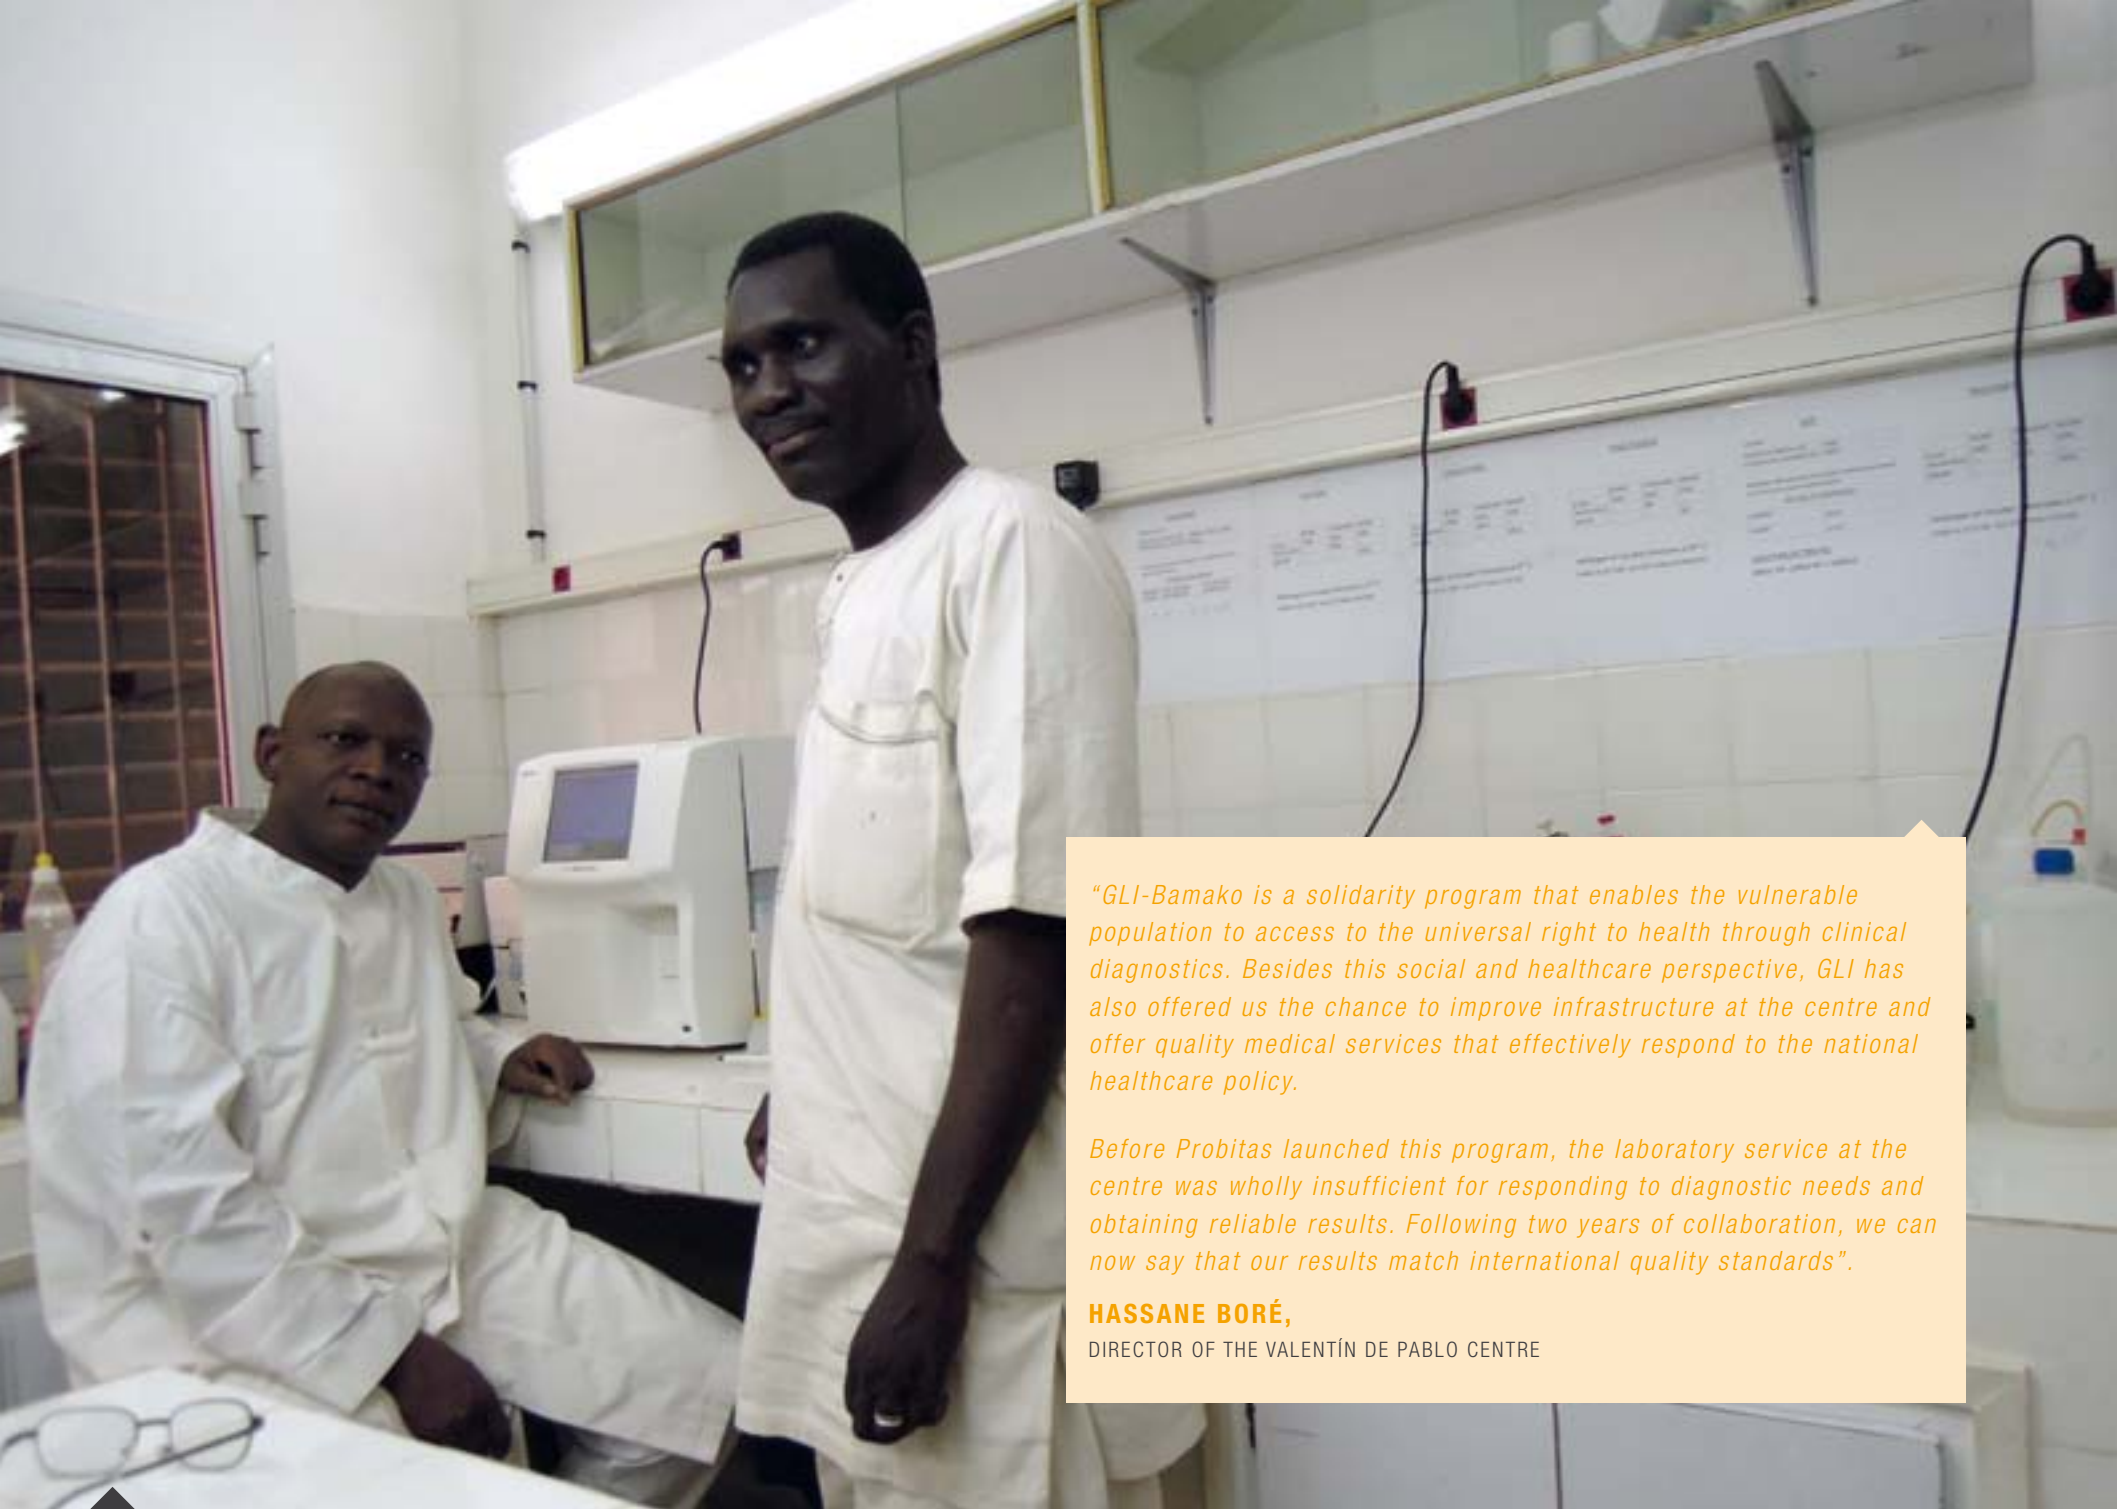 “GLI-Bamako is a solidarity program that enables the vulnerable
population to access to the universal right to health through clinical
diagnostics. Besides this social and healthcare perspective, GLI has
also offered us the chance to improve infrastructure at the centre and
offer quality medical services that effectively respond to the national
healthcare policy.
Before Probitas launched this program, the laboratory service at the
centre was wholly insufficient for responding to diagnostic needs and
obtaining reliable results. Following two years of collaboration, we can
now say that our results match international quality standards”.
HASSANE BORÉ,
DIRECTOR OF THE VALENTÍN DE PABLO CENTRE